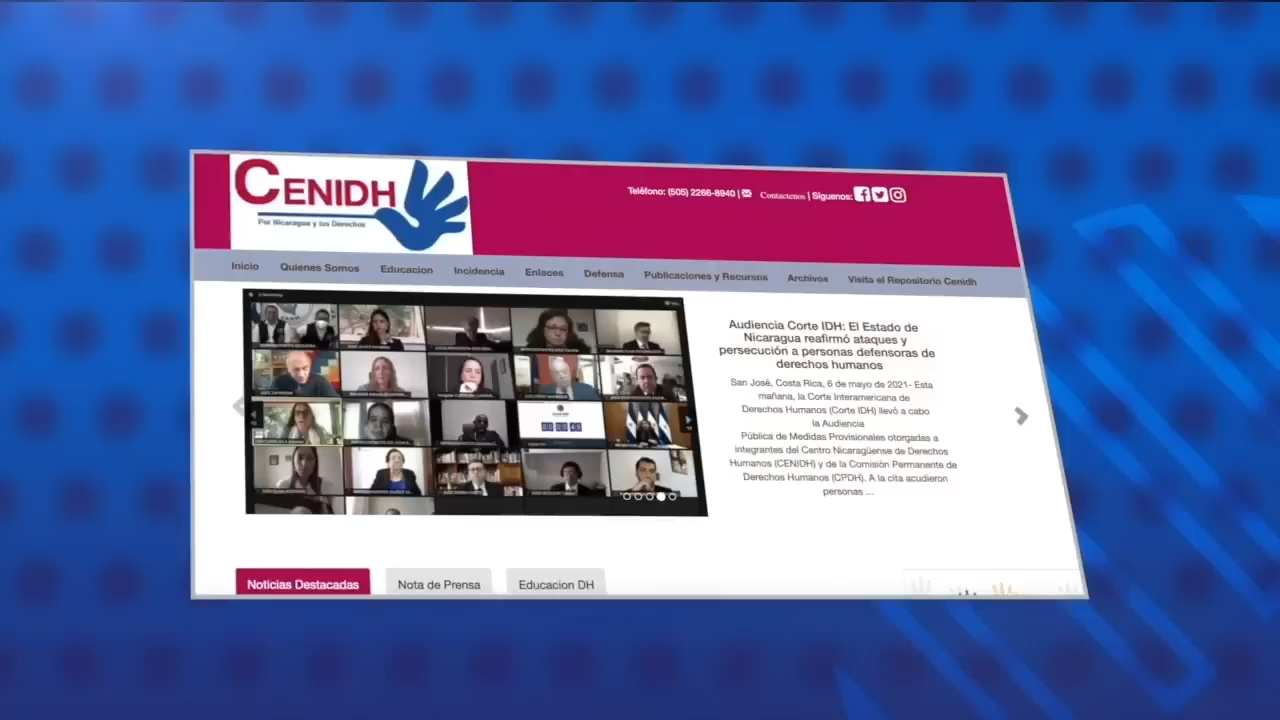 CENIDH
Por Nicaragua y los Derechos
Teléfono: (505) 2266-8940 | Contactenos | Síguenos:
Inicio Quienes Somos Educacion Incidencia Enlaces Defensa Publicaciones y Recursos Archivos Visita el Repositorio Cenidh
Audiencia Corte IDH: El Estado de
Nicaragua reafirmó ataques y
persecución a personas defensoras de
derechos humanos
San José, Costa Rica, 6 de mayo de 2021- Esta
mañana, la Corte Interamericana de
Derechos Humanos (Corte IDH) llevó a cabo
la Audiencia
Pública de Medidas Provisionales otorgadas a
integrantes del Centro Nicaragüense de Derechos
Humanos (CENIDH) y de la Comisión Permanente de
Derechos Humanos (CPDH). A la cita acudieron
personas ...
Noticias Destacadas Nota de Prensa Educacion DH